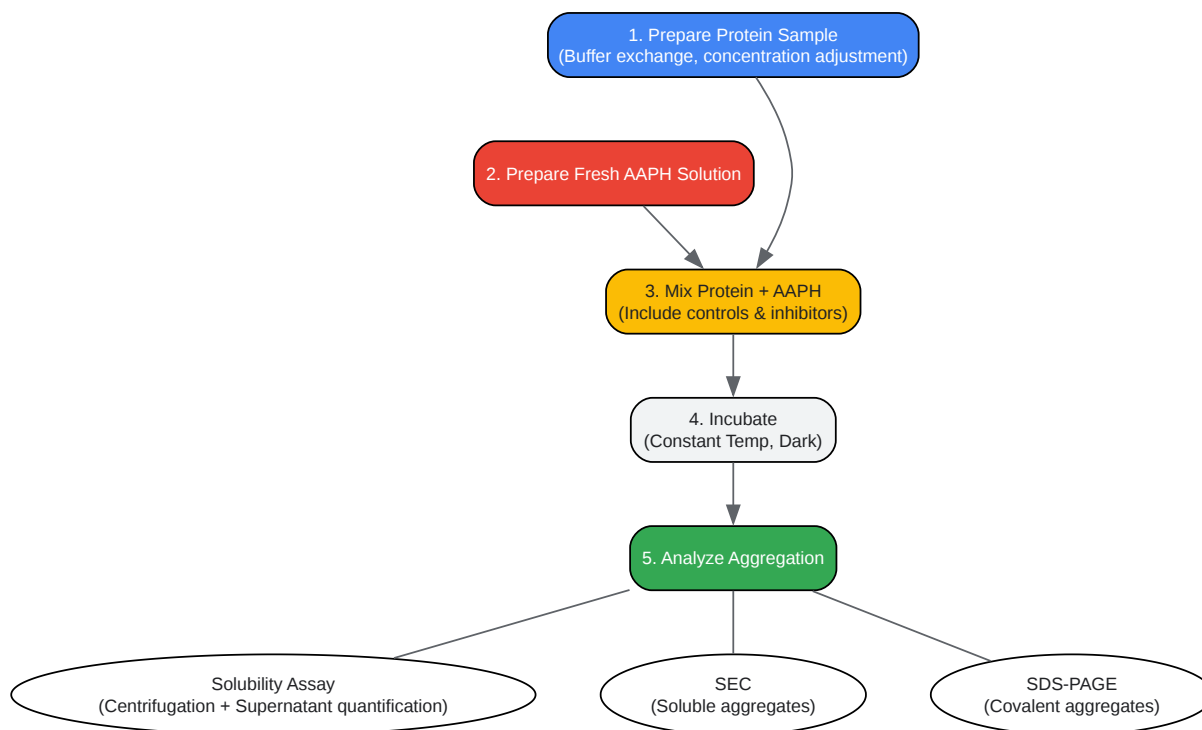 1. Prepare Protein Sample
(Buffer exchange, concentration adjustment)
2. Prepare Fresh AAPH Solution
3. Mix Protein + AAPH
(Include controls & inhibitors)
4. Incubate
(Constant Temp, Dark)
5. Analyze Aggregation
Solubility Assay
(Centrifugation + Supernatant quantification)
SEC
(Soluble aggregates)
SDS-PAGE
(Covalent aggregates)